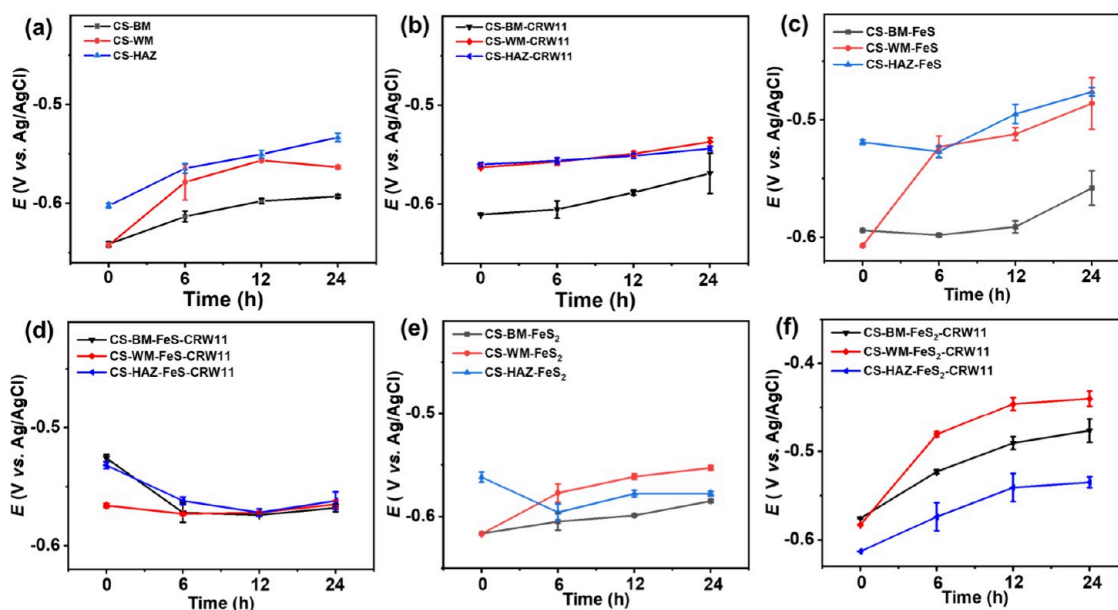 (a)
CS-BM
CS-WM
CS-HAZ
E (V vs. Ag/AgCl)
-0.5
-0.6
0 6 12 24
Time (h)
(b)
CS-BM-CRW11
CS-WM-CRW11
CS-HAZ-CRW11
E (V vs. Ag/AgCl)
-0.5
-0.6
0 6 12 24
Time (h)
(c)
CS-BM-FeS
CS-WM-FeS
CS-HAZ-FeS
E (V vs. Ag/AgCl)
-0.5
-0.6
0 6 12 24
Time (h)
(d)
CS-BM-FeS-CRW11
CS-WM-FeS-CRW11
CS-HAZ-FeS-CRW11
E (V vs. Ag/AgCl)
-0.5
-0.6
0 6 12 24
Time (h)
(e)
CS-BM-FeS₂
CS-WM-FeS₂
CS-HAZ-FeS₂
E (V vs. Ag/AgCl)
-0.5
-0.6
0 6 12 24
Time (h)
(f)
CS-BM-FeS₂-CRW11
CS-WM-FeS₂-CRW11
CS-HAZ-FeS₂-CRW11
E ( V vs. Ag/AgCl)
-0.4
-0.5
-0.6
0 6 12 24
Time (h)